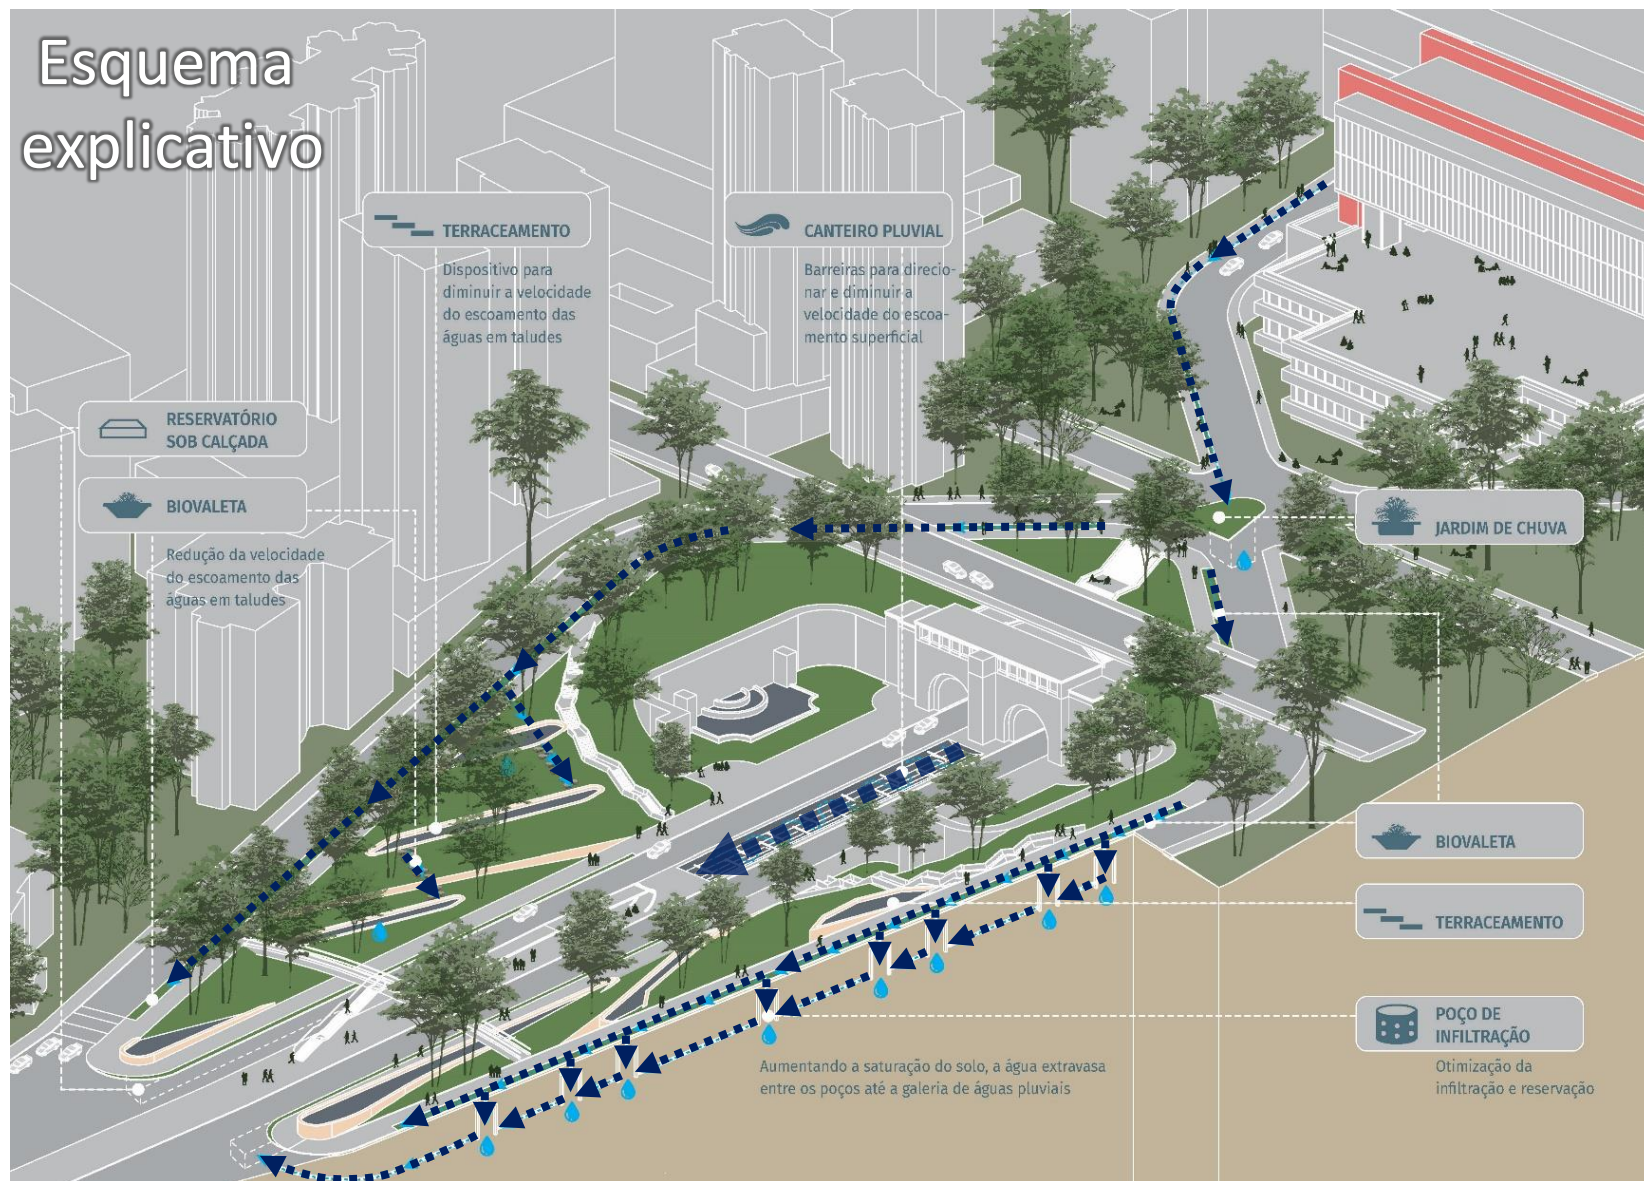 Esquema
explicativo
TERRACEAMENTO
Dispositivo para
diminuir a velocidade
do escoamento das
águas em taludes
CANTEIRO PLUVIAL
Barreiras para direcio-
nar e diminuir a
velocidade do escoa-
mento superficial
RESERVATÓRIO
SOB CALÇADA
BIOVALETA
Redução da velocidade
do escoamento das
águas em taludes
JARDIM DE CHUVA
BIOVALETA
TERRACEAMENTO
POÇO DE
INFILTRAÇÃO
Otimização da
infiltração e reservação
Aumentando a saturação do solo, a água extravasa
entre os poços até a galeria de águas pluviais